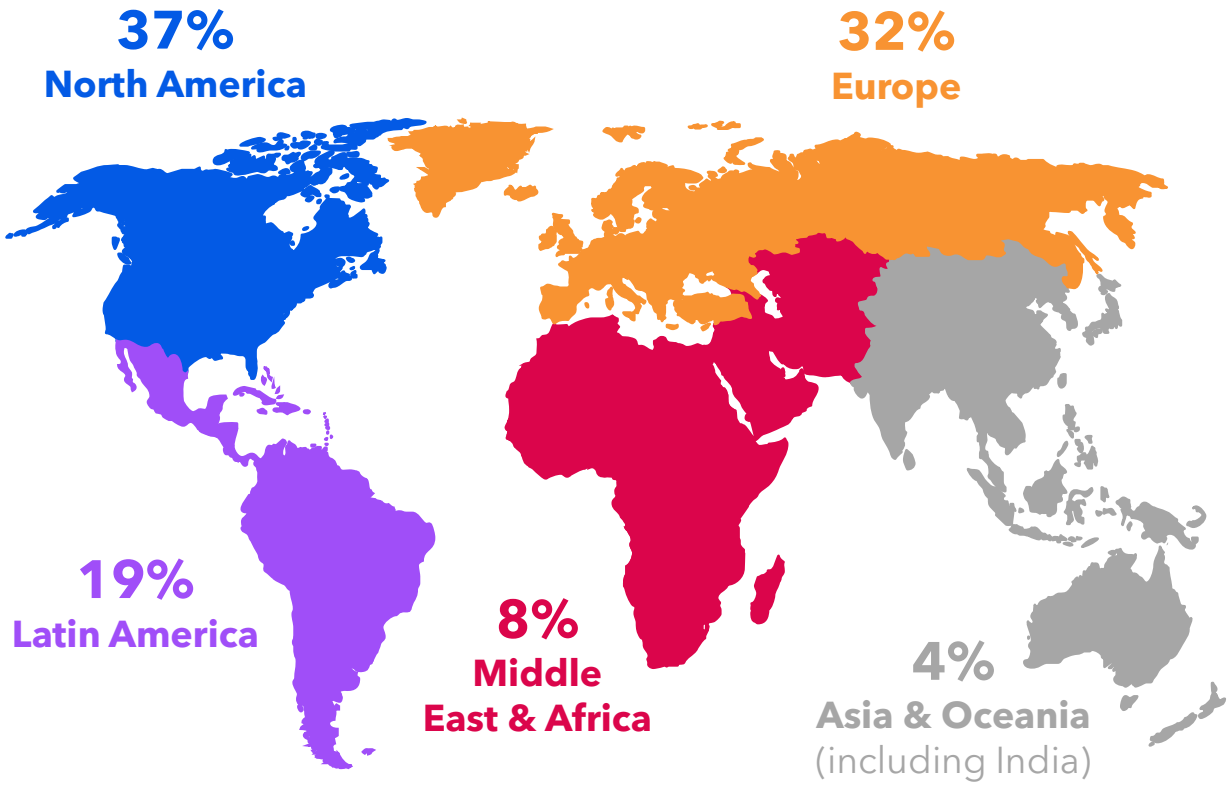 37%
North America
32%
Europe
19%
Latin America
8%
Middle
East & Africa
4%
Asia & Oceania
(including India)